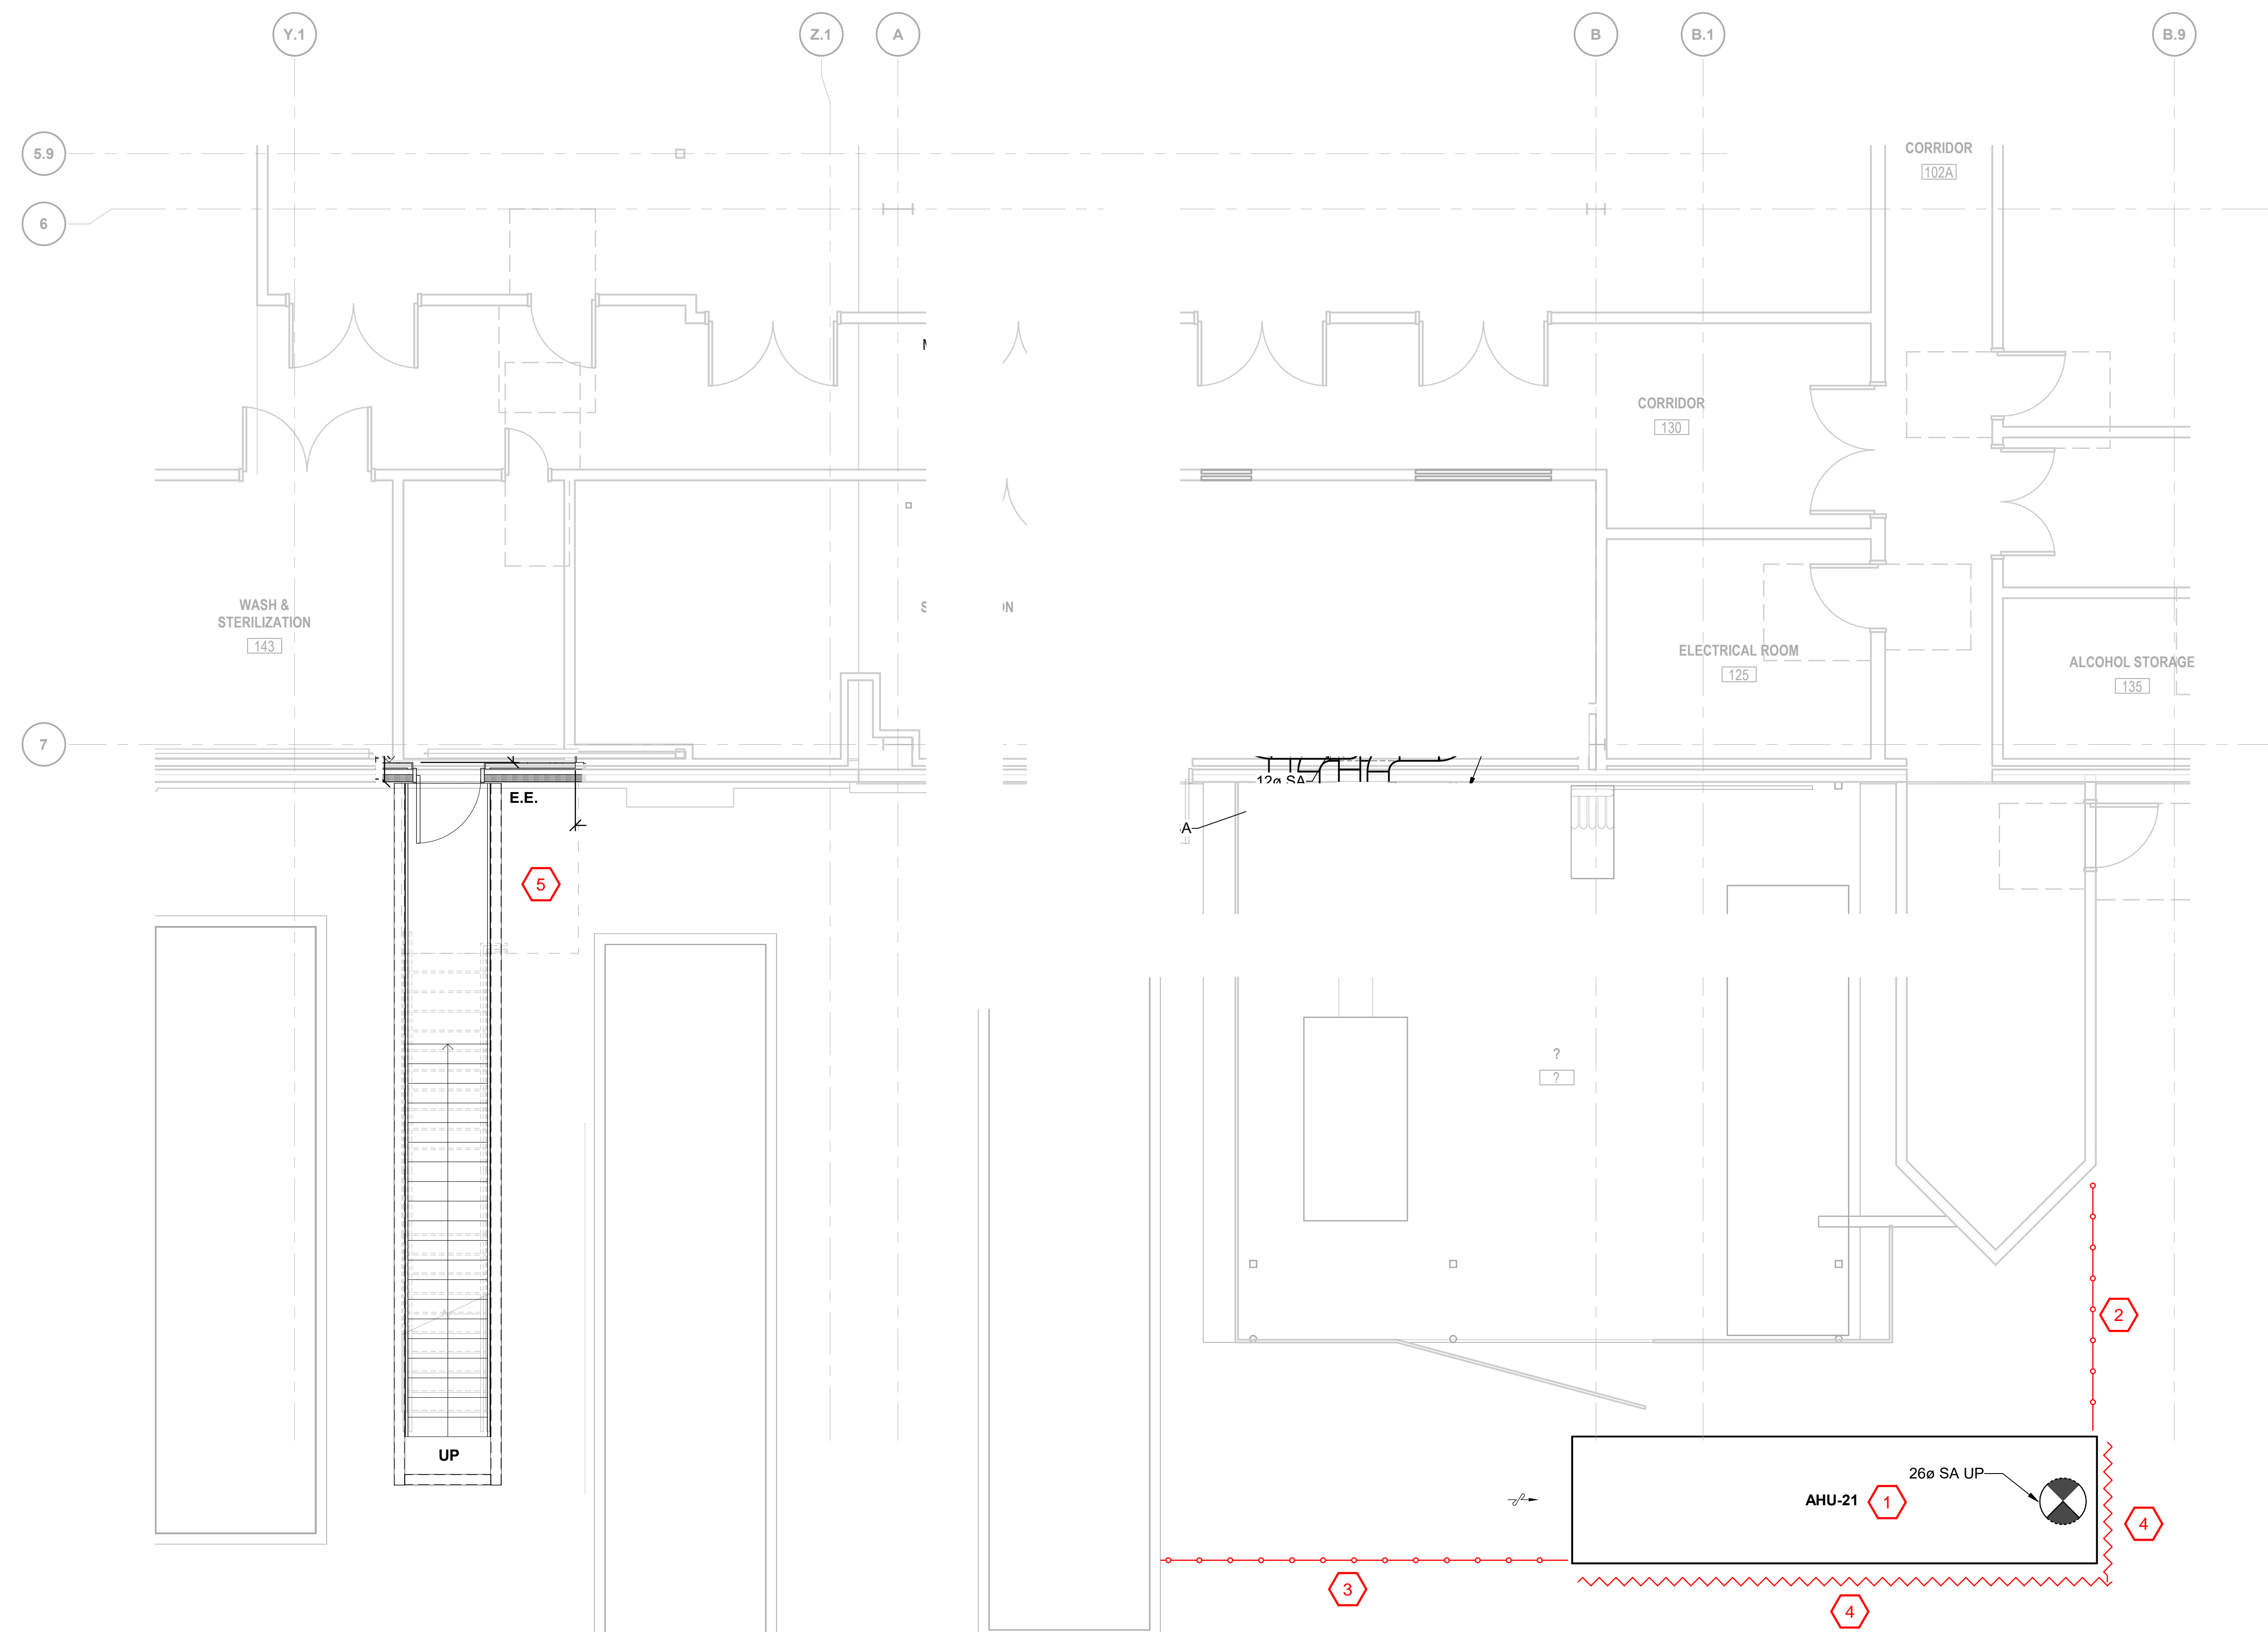 Y.1
Z.1
A
B
B.1
B.9
5.9
CORRIDOR
102A
6
CORRIDOR
130
WASH &
STERILIZATION
143
ELECTRICAL ROOM
125
ALCOHOL STORAGE
135
7
12ø SA
E.E.
5
?
?
2
UP
26ø SA UP
AHU-21
1
4
3
4